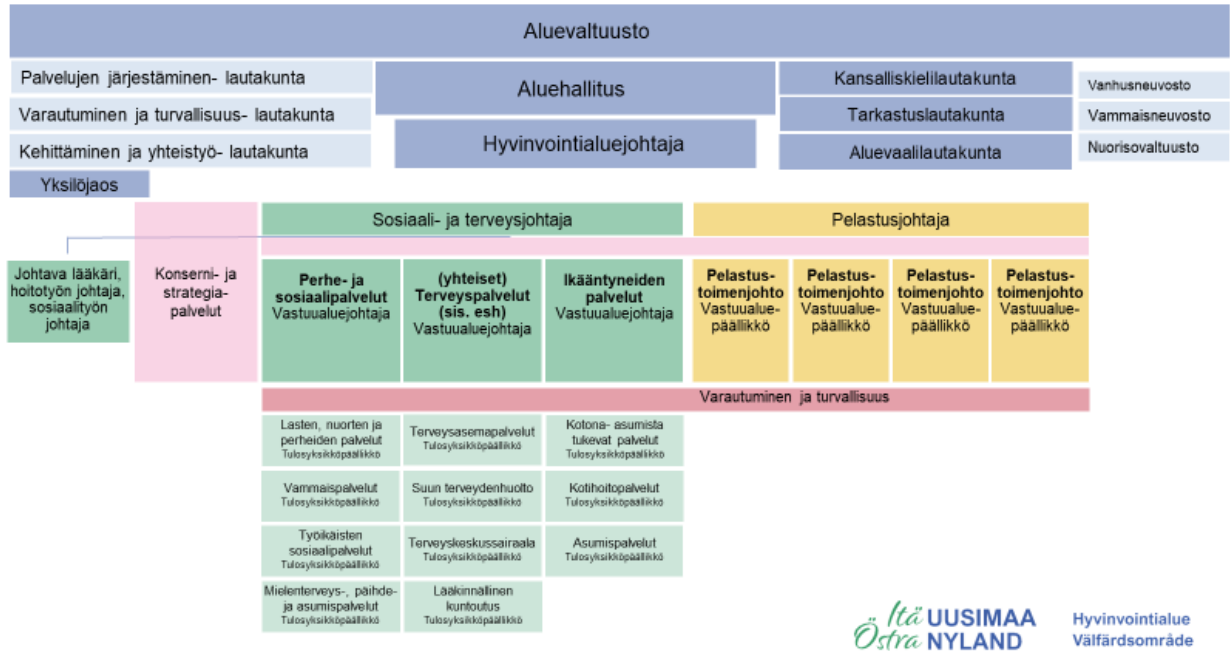 Aluevaltuusto
Palvelujen järjestäminen- lautakunta
Varautuminen ja turvallisuus- lautakunta
Kehittäminen ja yhteistyö- lautakunta
Yksilöjaos
Aluehallitus
Hyvinvointialuejohtaja
Kansalliskielilautakunta
Tarkastuslautakunta
Aluevaalilautakunta
Vanhusneuvosto
Vammaisneuvosto
Nuorisovaltuusto
Sosiaali- ja terveysjohtaja
Pelastusjohtaja
Johtava lääkäri,
hoitotyön johtaja,
sosiaalityön
johtaja
Konserni- ja
strategia-
palvelut
Perhe- ja
sosiaalipalvelut
Vastuualuejohtaja
(yhteiset)
Terveyspalvelut
(sis. esh)
Vastuualuejohtaja
Ikääntyneiden
palvelut
Vastuualuejohtaja
Pelastus-
toimenjohto
Vastuualue-
päällikkö
Pelastus-
toimenjohto
Vastuualue-
päällikkö
Pelastus-
toimenjohto
Vastuualue-
päällikkö
Pelastus-
toimenjohto
Vastuualue-
päällikkö
Varautuminen ja turvallisuus
Lasten, nuorten ja
perheiden palvelut
Tulosyksikköpäällikkö
Terveysasemapalvelut
Tulosyksikköpäällikkö
Kotona- asumista
tukevat palvelut
Tulosyksikköpäällikkö
Vammaispalvelut
Tulosyksikköpäällikkö
Suun terveydenhuolto
Tulosyksikköpäällikkö
Kotihoitopalvelut
Tulosyksikköpäällikkö
Työikäisten
sosiaalipalvelut
Tulosyksikköpäällikkö
Terveyskeskussairaala
Tulosyksikköpäällikkö
Asumispalvelut
Tulosyksikköpäällikkö
Mielenterveys-, päihde-
ja asumispalvelut
Tulosyksikköpäällikkö
Lääkinnällinen
kuntoutus
Tulosyksikköpäällikkö
Itä UUSIMAA
Östra NYLAND
Hyvinvointialue
Välfärdsområde